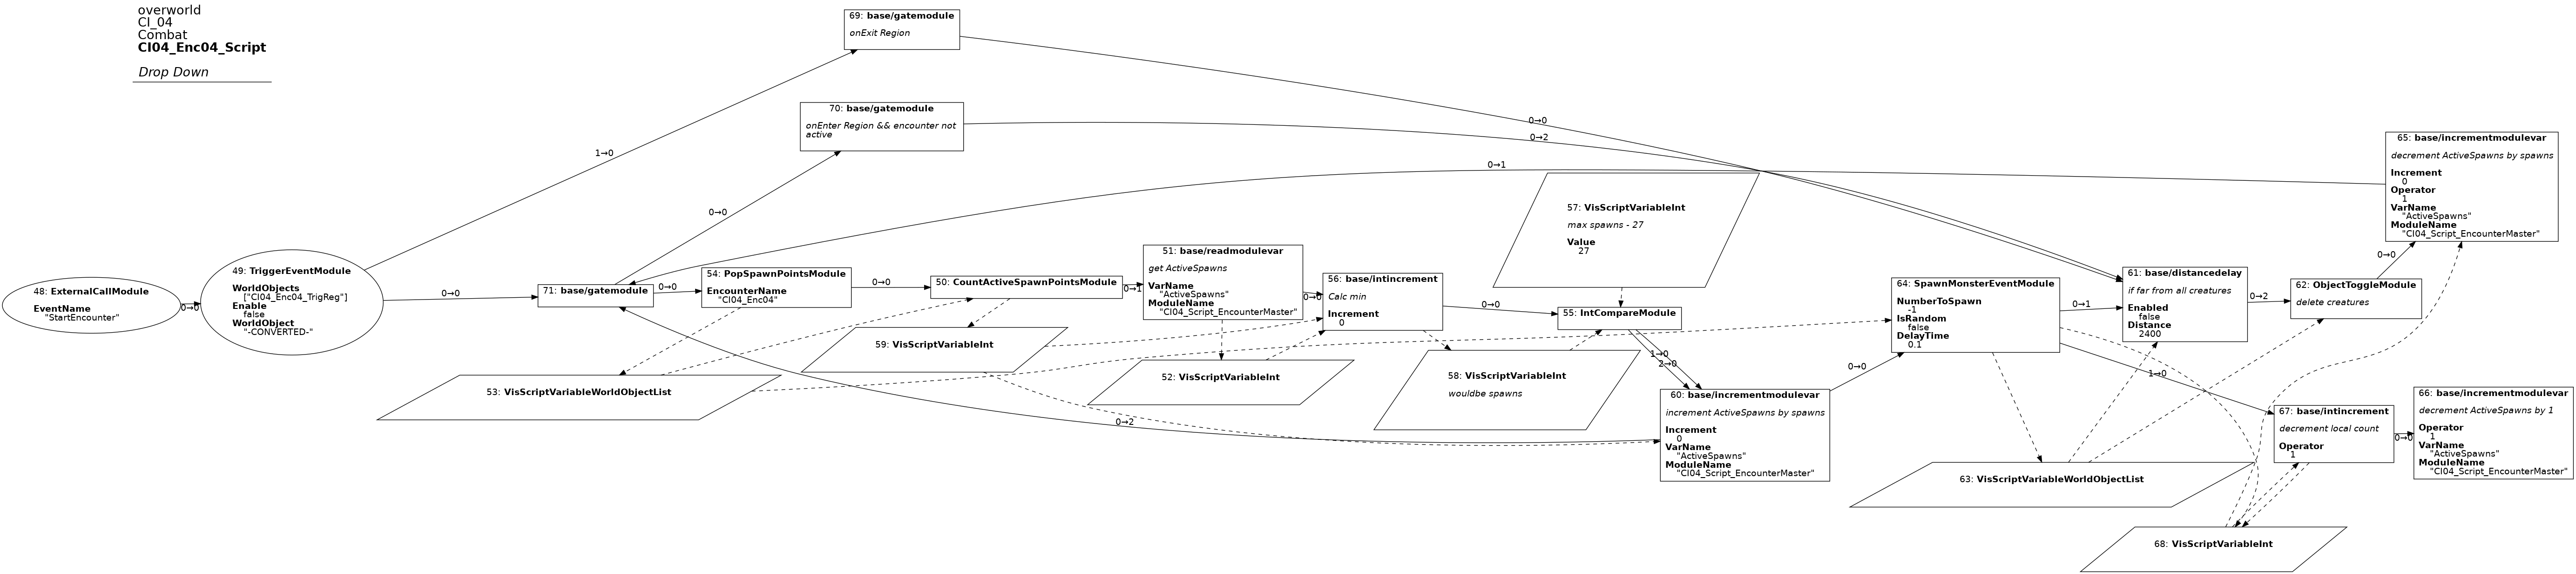 overworld
CI_04
Combat
CI04_Enc04_Script
Drop Down
69: base/gatemodule
onExit Region
70: base/gatemodule
onEnter Region && encounter not
active
48: ExternalCallModule
EventName
"StartEncounter"
0→0
49: TriggerEventModule
WorldObjects
["CI04_Enc04_TrigReg"]
Enable
false
WorldObject
"-CONVERTED-"
1→0
0→0
71: base/gatemodule
0→0
0→0
54: PopSpawnPointsModule
EncounterName
"CI04_Enc04"
0→0
50: CountActiveSpawnPointsModule
0→1
51: base/readmodulevar
get ActiveSpawns
VarName
"ActiveSpawns"
ModuleName
"CI04_Script_EncounterMaster"
0→0
56: base/intincrement
Calc min
Increment
0
0→0
55: IntCompareModule
57: VisScriptVariableInt
max spawns - 27
Value
27
0→0
0→2
0→1
59: VisScriptVariableInt
53: VisScriptVariableWorldObjectList
52: VisScriptVariableInt
58: VisScriptVariableInt
wouldbe spawns
1→0
2→0
0→2
60: base/incrementmodulevar
increment ActiveSpawns by spawns
Increment
0
VarName
"ActiveSpawns"
ModuleName
"CI04_Script_EncounterMaster"
0→0
64: SpawnMonsterEventModule
NumberToSpawn
-1
IsRandom
false
DelayTime
0.1
0→1
1→0
61: base/distancedelay
if far from all creatures
Enabled
false
Distance
2400
0→2
62: ObjectToggleModule
delete creatures
0→0
65: base/incrementmodulevar
decrement ActiveSpawns by spawns
Increment
0
Operator
1
VarName
"ActiveSpawns"
ModuleName
"CI04_Script_EncounterMaster"
67: base/intincrement
decrement local count
Operator
1
0→0
66: base/incrementmodulevar
decrement ActiveSpawns by 1
Operator
1
VarName
"ActiveSpawns"
ModuleName
"CI04_Script_EncounterMaster"
63: VisScriptVariableWorldObjectList
68: VisScriptVariableInt